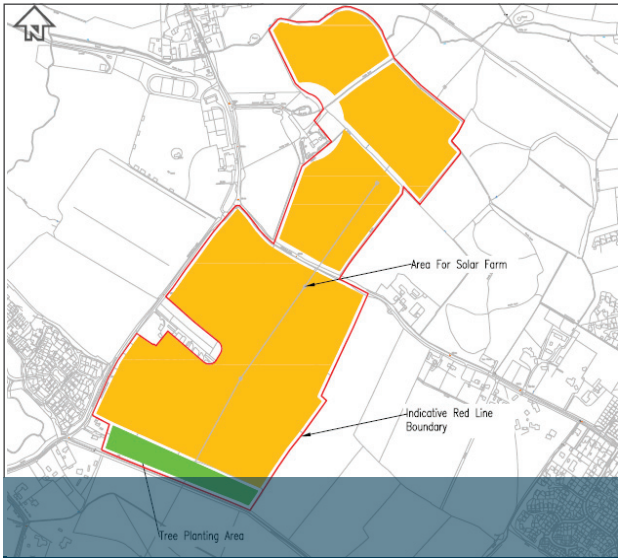 N
Area For Solar Farm
Indicative Red Line
Boundary
Tree Planting Area